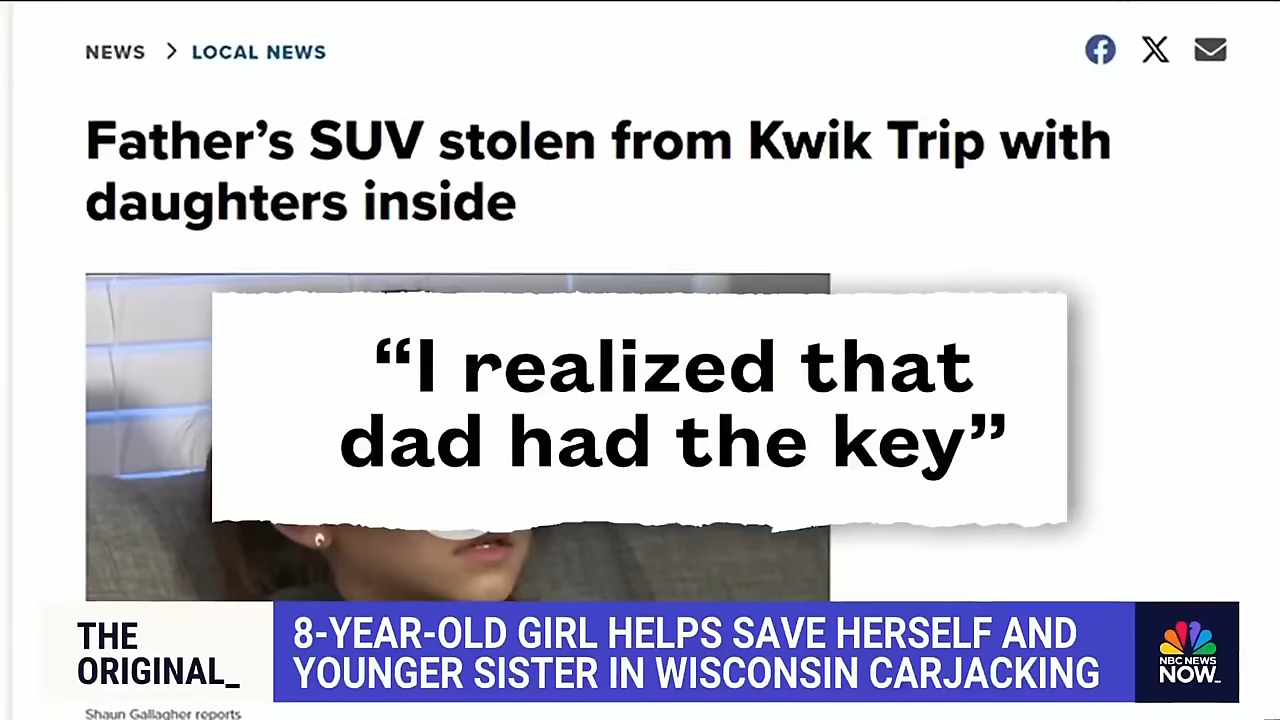 NEWS > LOCAL NEWS
Father’s SUV stolen from Kwik Trip with
daughters inside
“I realized that
dad had the key”
THE
ORIGINAL_
8-YEAR-OLD GIRL HELPS SAVE HERSELF AND
YOUNGER SISTER IN WISCONSIN CARJACKING
NBC NEWS
NOW_
Shaun Gallagher reports